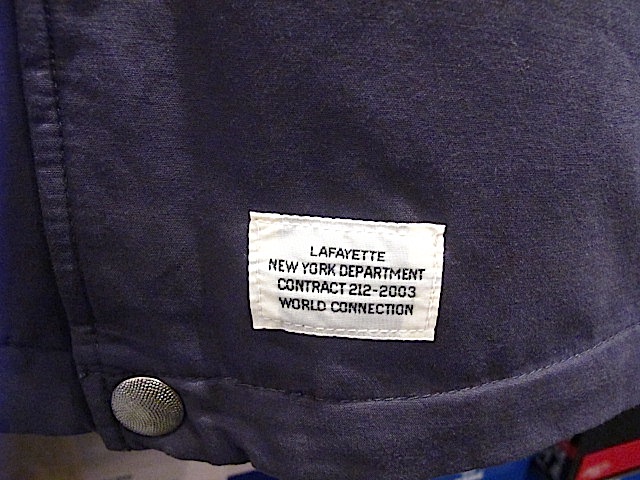 LAFAYETTE
NEW YORK DEPARTMENT
CONTRACT 212-2003
WORLD CONNECTION